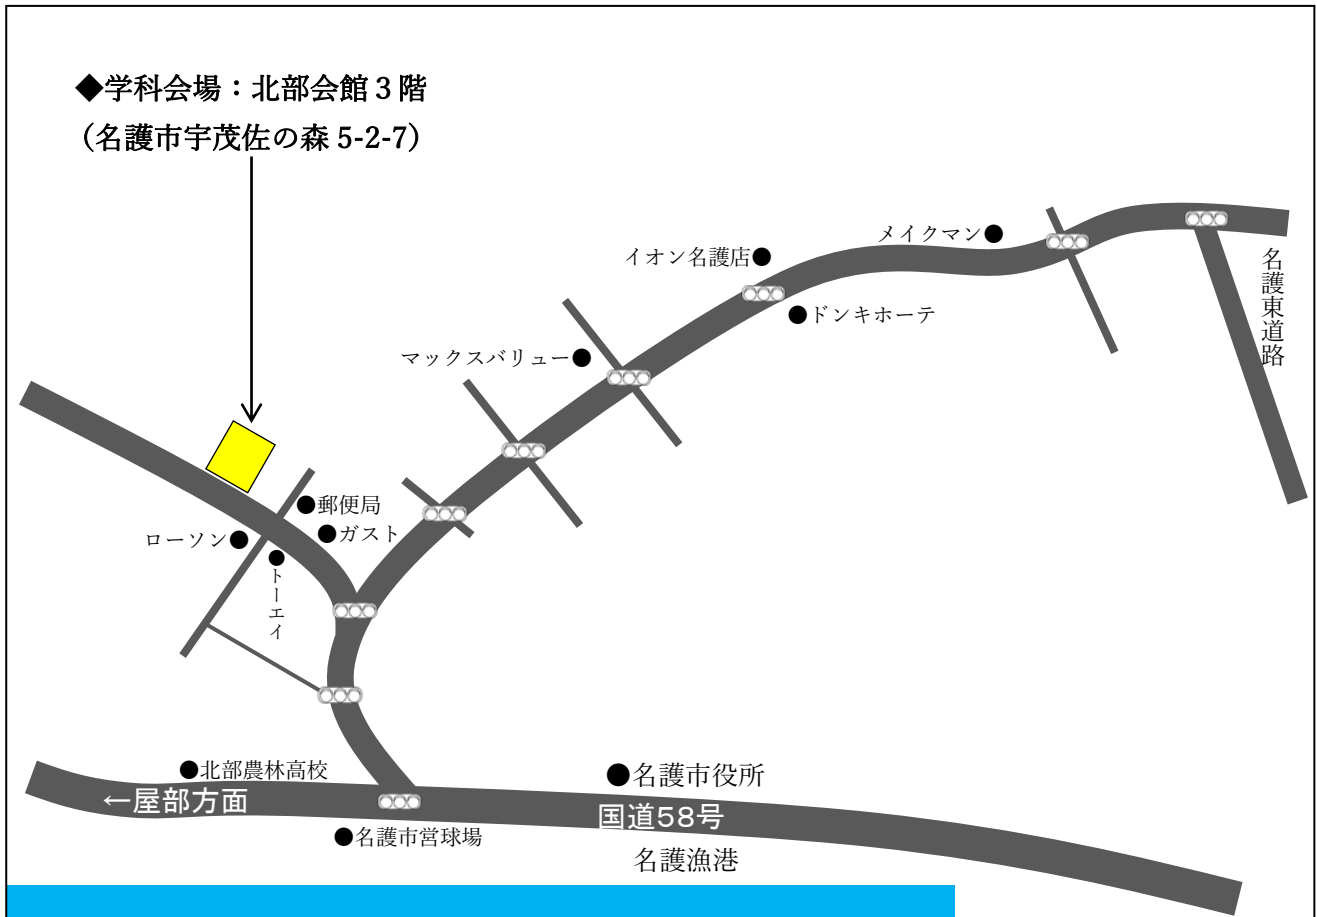 ◆学科会場：北部会館３階
（名護市宇茂佐の森 5-2-7）
メイクマン●
イオン名護店●
名護東道路
●ドンキホーテ
マックスバリュー●
●郵便局
●ガスト
ローソン●
●トーエイ
●北部農林高校
●名護市役所
←屋部方面
国道58号
●名護市営球場
名護漁港